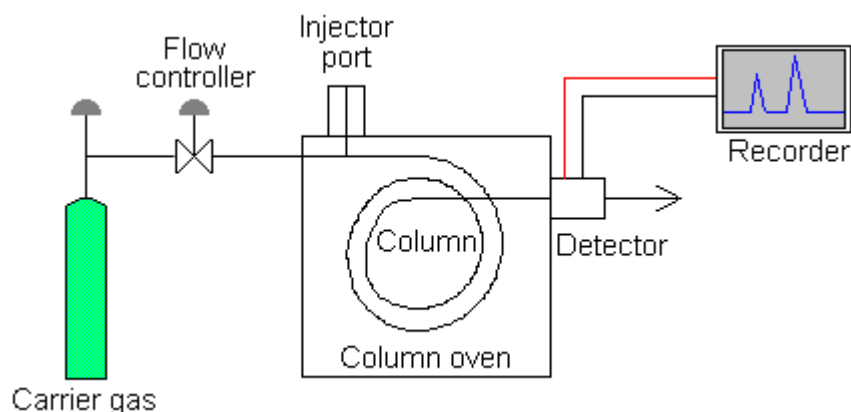 Injector
port
Flow
controller
Recorder
Column
Detector
Column oven
Carrier gas